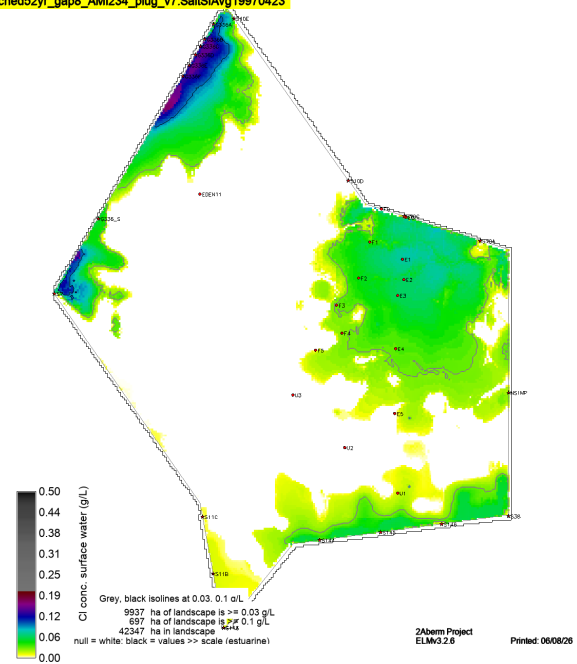 ched52yr_gap8_AMI234_plug_v7:SaltSfAvg19970423
S10E
EDEN11
S10D
F1
E1
F2
E2
E3
F3
F4
E4
F5
NSIMP
U3
E5
U2
U1
S11C
S11B
0.50
0.44
0.38
0.31
0.25
0.19
0.12
0.06
0.00
Cl conc. surface water (g/L)
Grey, black isolines at 0.03, 0.1 g/L
9937 ha of landscape is >= 0.03 g/L
697 ha of landscape is >= 0.1 g/L
42347 ha in landscape
null = white: black = values >> scale (estuarine)
2Aberm Project
ELMv3.2.6
Printed: 06/08/26